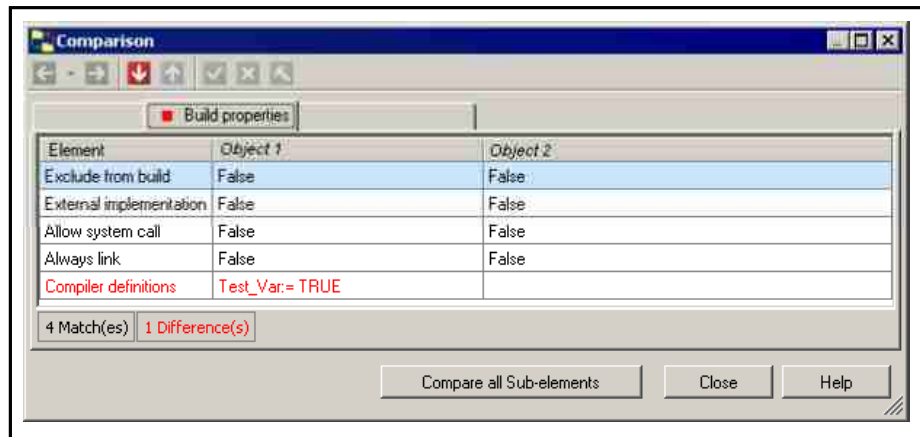 Comparison
Build properties
Element Object 1 Object 2
Exclude from build False False
External implementation False False
Allow system call False False
Always link False False
Compiler definitions Test_Var:= TRUE
4 Match(es) 1 Difference(s)
Compare all Sub-elements Close Help